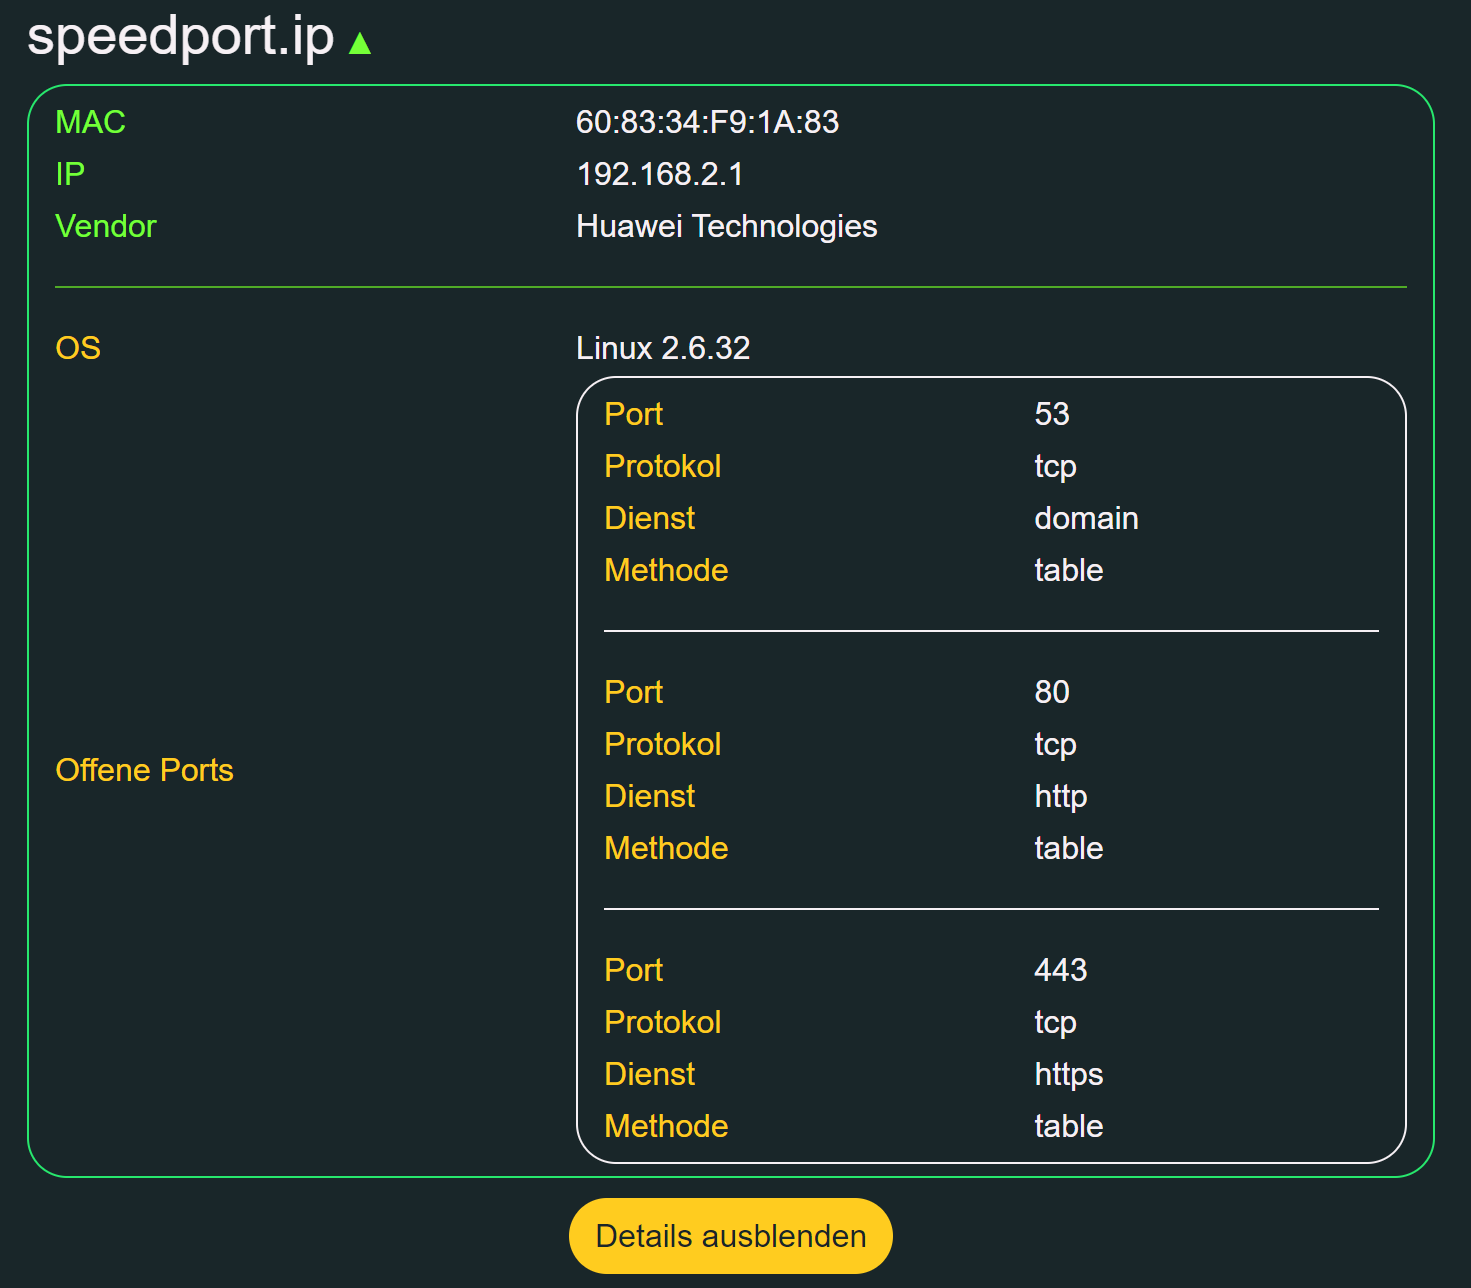 speedport.ip ▲
MAC 60:83:34:F9:1A:83
IP 192.168.2.1
Vendor Huawei Technologies
OS Linux 2.6.32
Offene Ports
Port 53
Protokol tcp
Dienst domain
Methode table
Port 80
Protokol tcp
Dienst http
Methode table
Port 443
Protokol tcp
Dienst https
Methode table
Details ausblenden